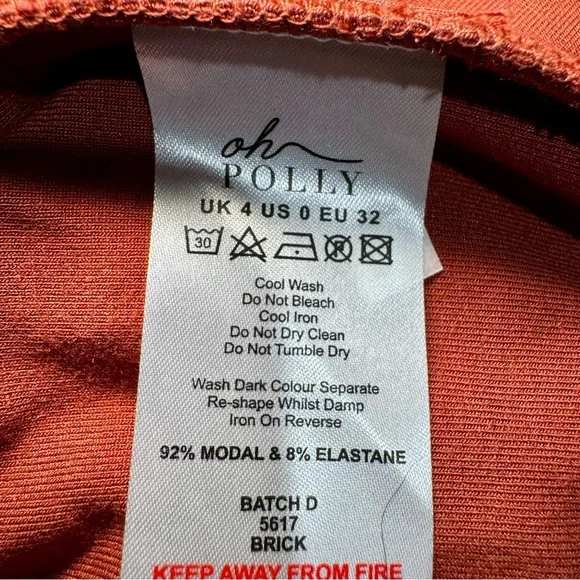 oh
POLLY
UK 4 US 0 EU 32
30
Cool Wash
Do Not Bleach
Cool Iron
Do Not Dry Clean
Do Not Tumble Dry
Wash Dark Colour Separate
Re-shape Whilst Damp
Iron On Reverse
92% MODAL & 8% ELASTANE
BATCH D
5617
BRICK
KEEP AWAY FROM FIRE